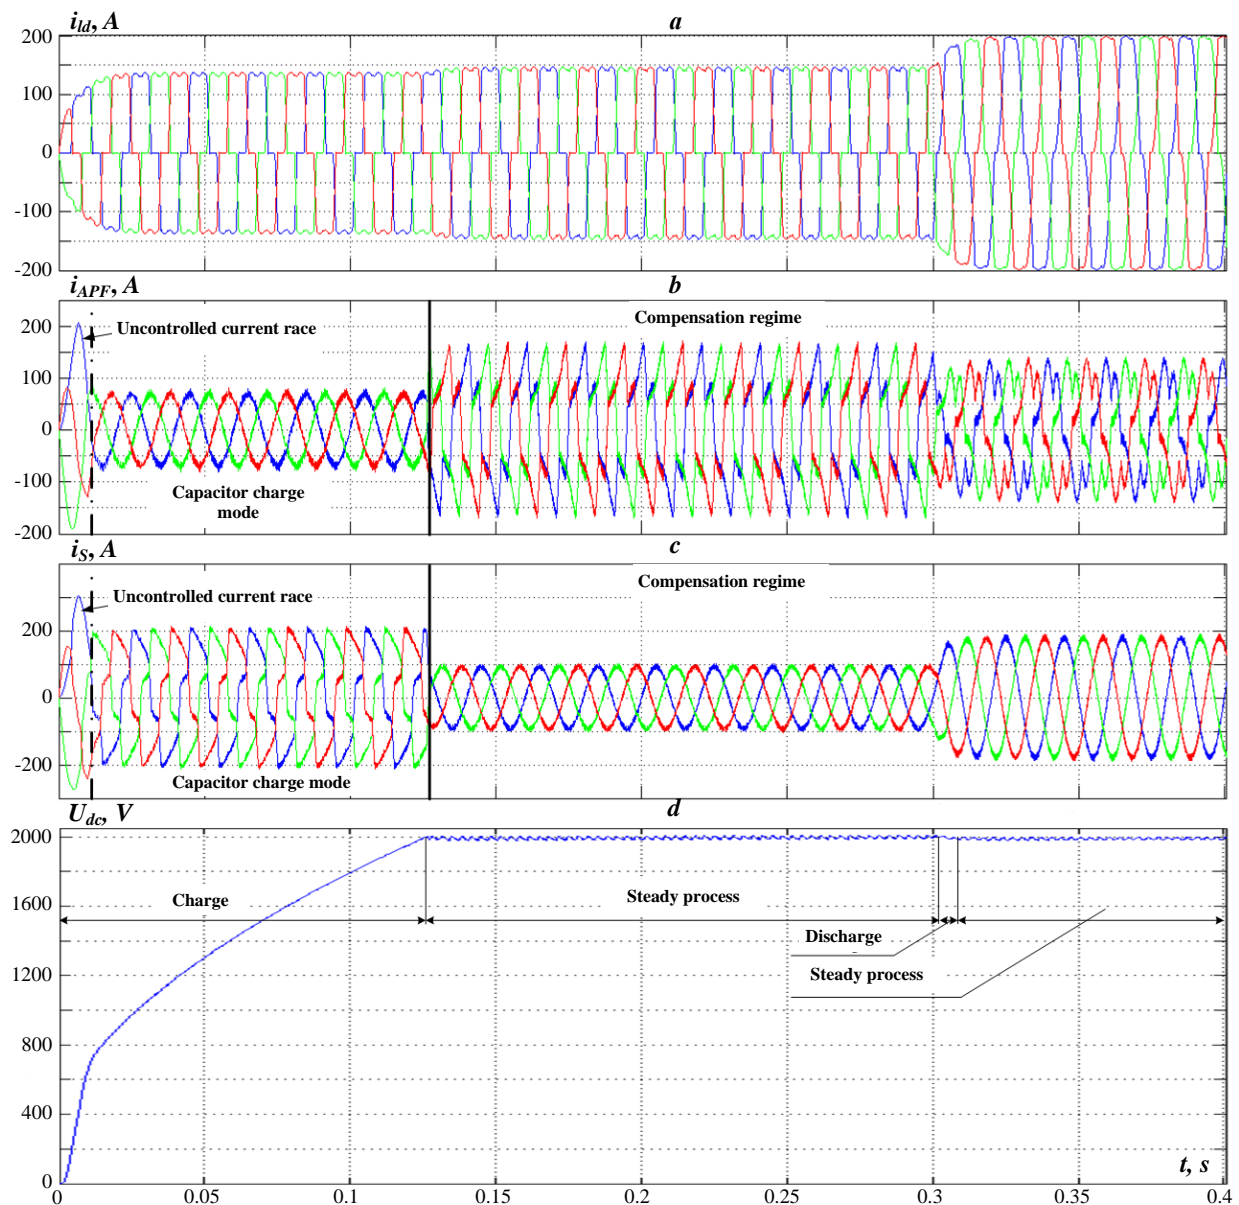 i_ld, A
a
200
100
0
-100
-200
i_APF, A
b
200
Uncontrolled current race
Compensation regime
100
0
-100
Capacitor charge
mode
-200
i_S, A
c
Compensation regime
Uncontrolled current race
200
0
-200
Capacitor charge mode
U_dc, V
d
2000
1600
Charge
Steady process
Discharge
1200
Steady process
800
400
0
t, s
0
0.05
0.1
0.15
0.2
0.25
0.3
0.35
0.4